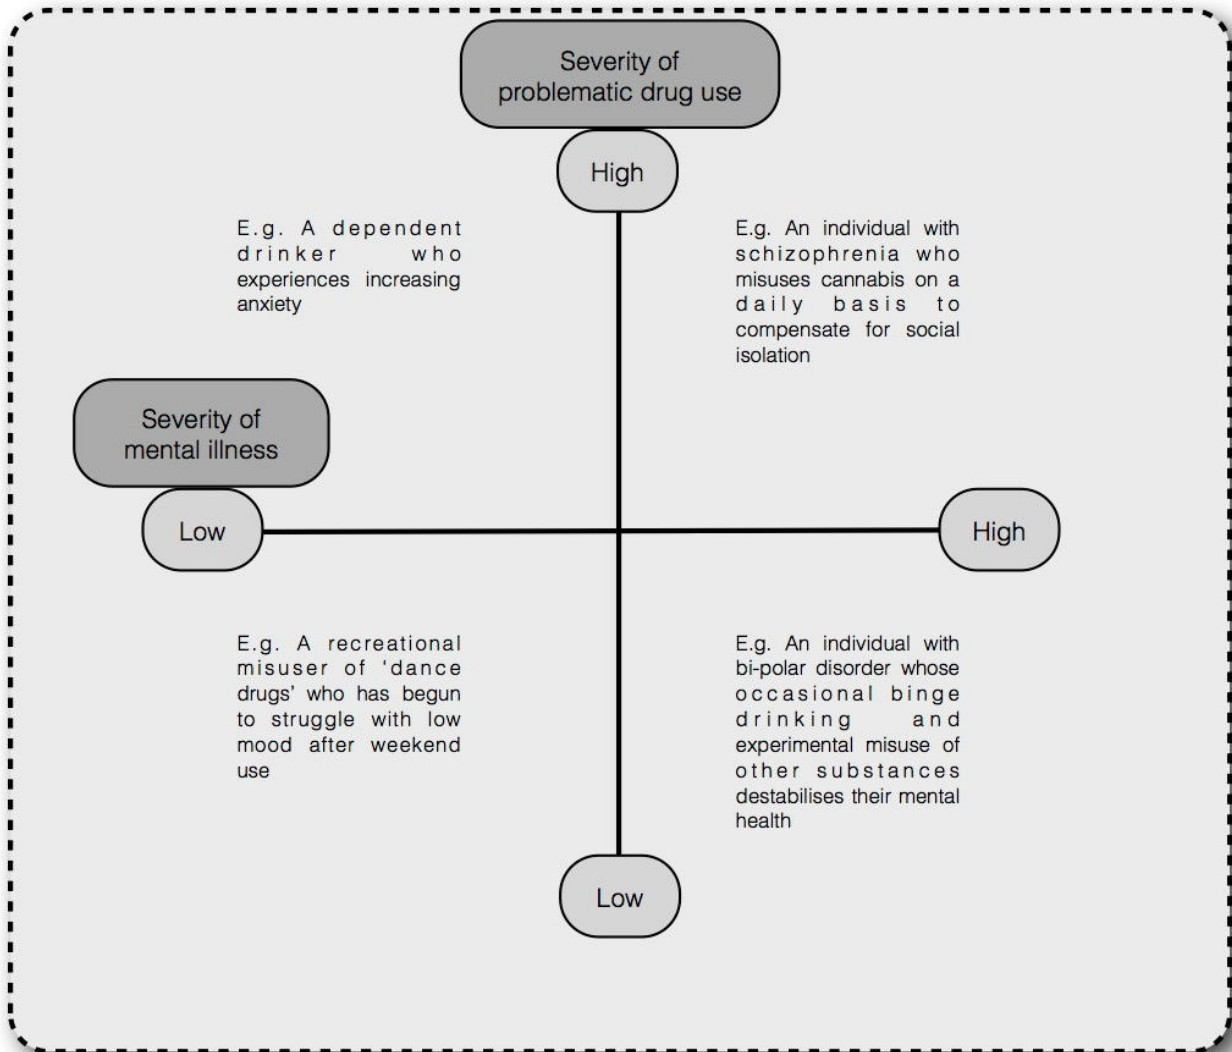 Severity of
problematic drug use
High
E.g. A dependent
drinker who
experiences increasing
anxiety
E.g. An individual with
schizophrenia who
misuses cannabis on a
daily basis to
compensate for social
isolation
Severity of
mental illness
Low
High
E.g. A recreational
misuser of ‘dance
drugs’ who has begun
to struggle with low
mood after weekend
use
E.g. An individual with
bi-polar disorder whose
occasional binge
drinking and
experimental misuse of
other substances
destabilises their mental
health
Low